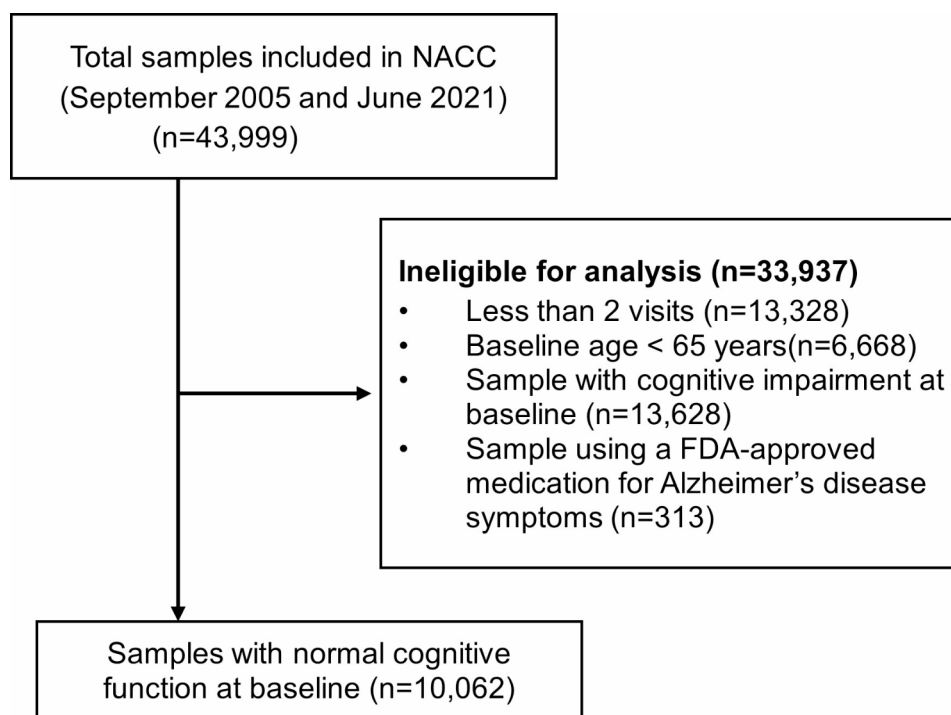 Total samples included in NACC
(September 2005 and June 2021)
(n=43,999)
Ineligible for analysis (n=33,937)
• Less than 2 visits (n=13,328)
• Baseline age < 65 years(n=6,668)
• Sample with cognitive impairment at
baseline (n=13,628)
• Sample using a FDA-approved
medication for Alzheimer’s disease
symptoms (n=313)
Samples with normal cognitive
function at baseline (n=10,062)